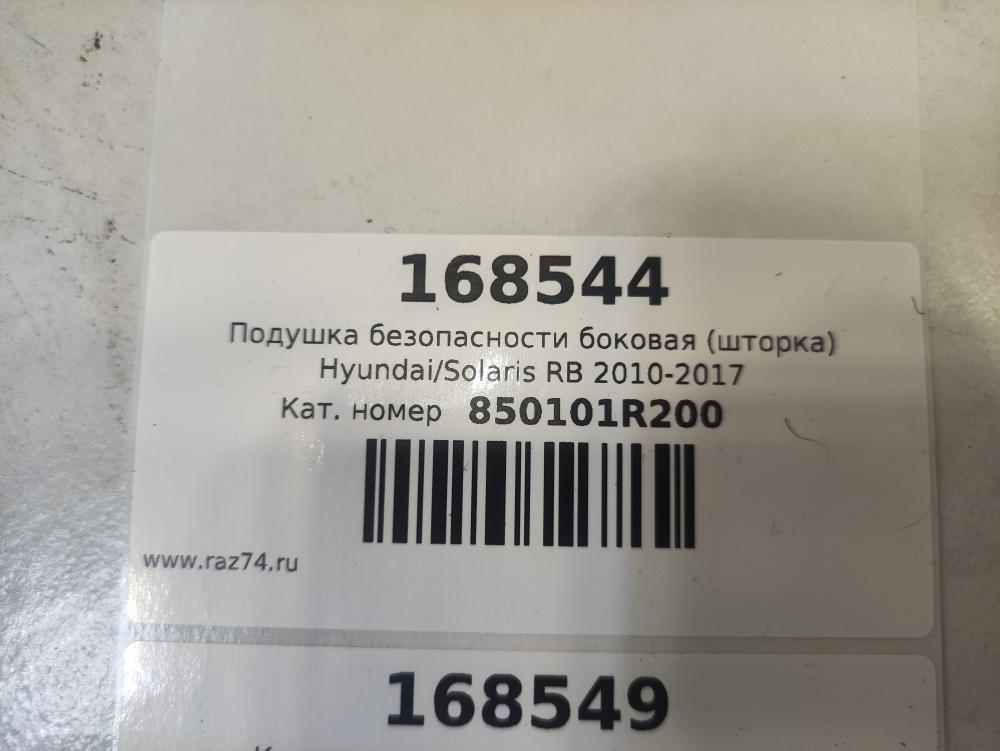 168544
Подушка безопасности боковая (шторка)
Hyundai/Solaris RB 2010-2017
Кат. номер 850101R200
www.raz74.ru
168549